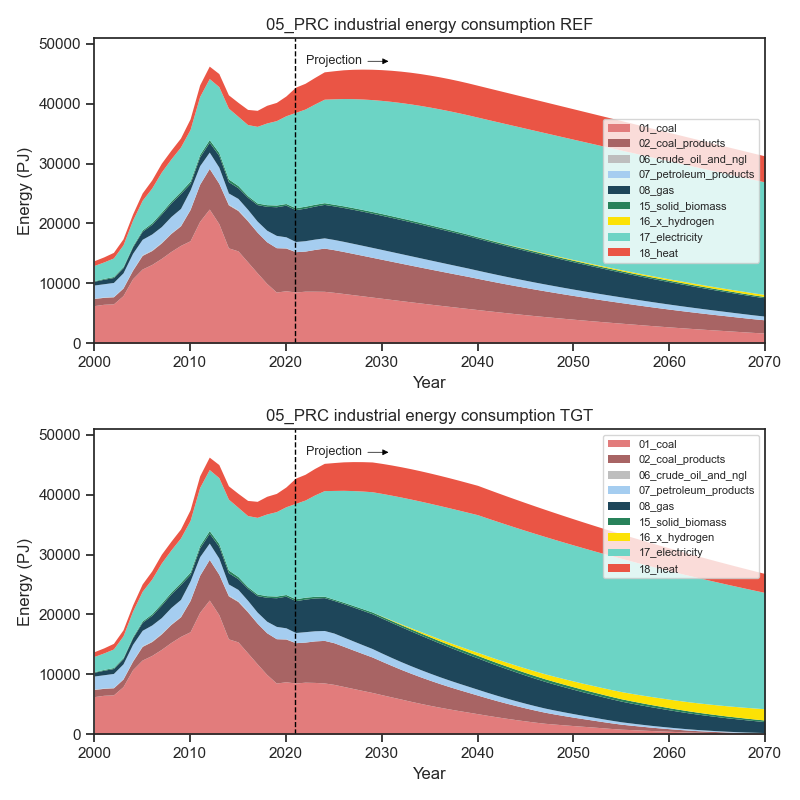 05_PRC industrial energy consumption REF
50000
40000
30000
20000
10000
0
Energy (PJ)
Projection
01_coal
02_coal_products
06_crude_oil_and_ngl
07_petroleum_products
08_gas
15_solid_biomass
16_x_hydrogen
17_electricity
18_heat
2000 2010 2020 2030 2040 2050 2060 2070
Year
05_PRC industrial energy consumption TGT
50000
40000
30000
20000
10000
0
Energy (PJ)
Projection
01_coal
02_coal_products
06_crude_oil_and_ngl
07_petroleum_products
08_gas
15_solid_biomass
16_x_hydrogen
17_electricity
18_heat
2000 2010 2020 2030 2040 2050 2060 2070
Year